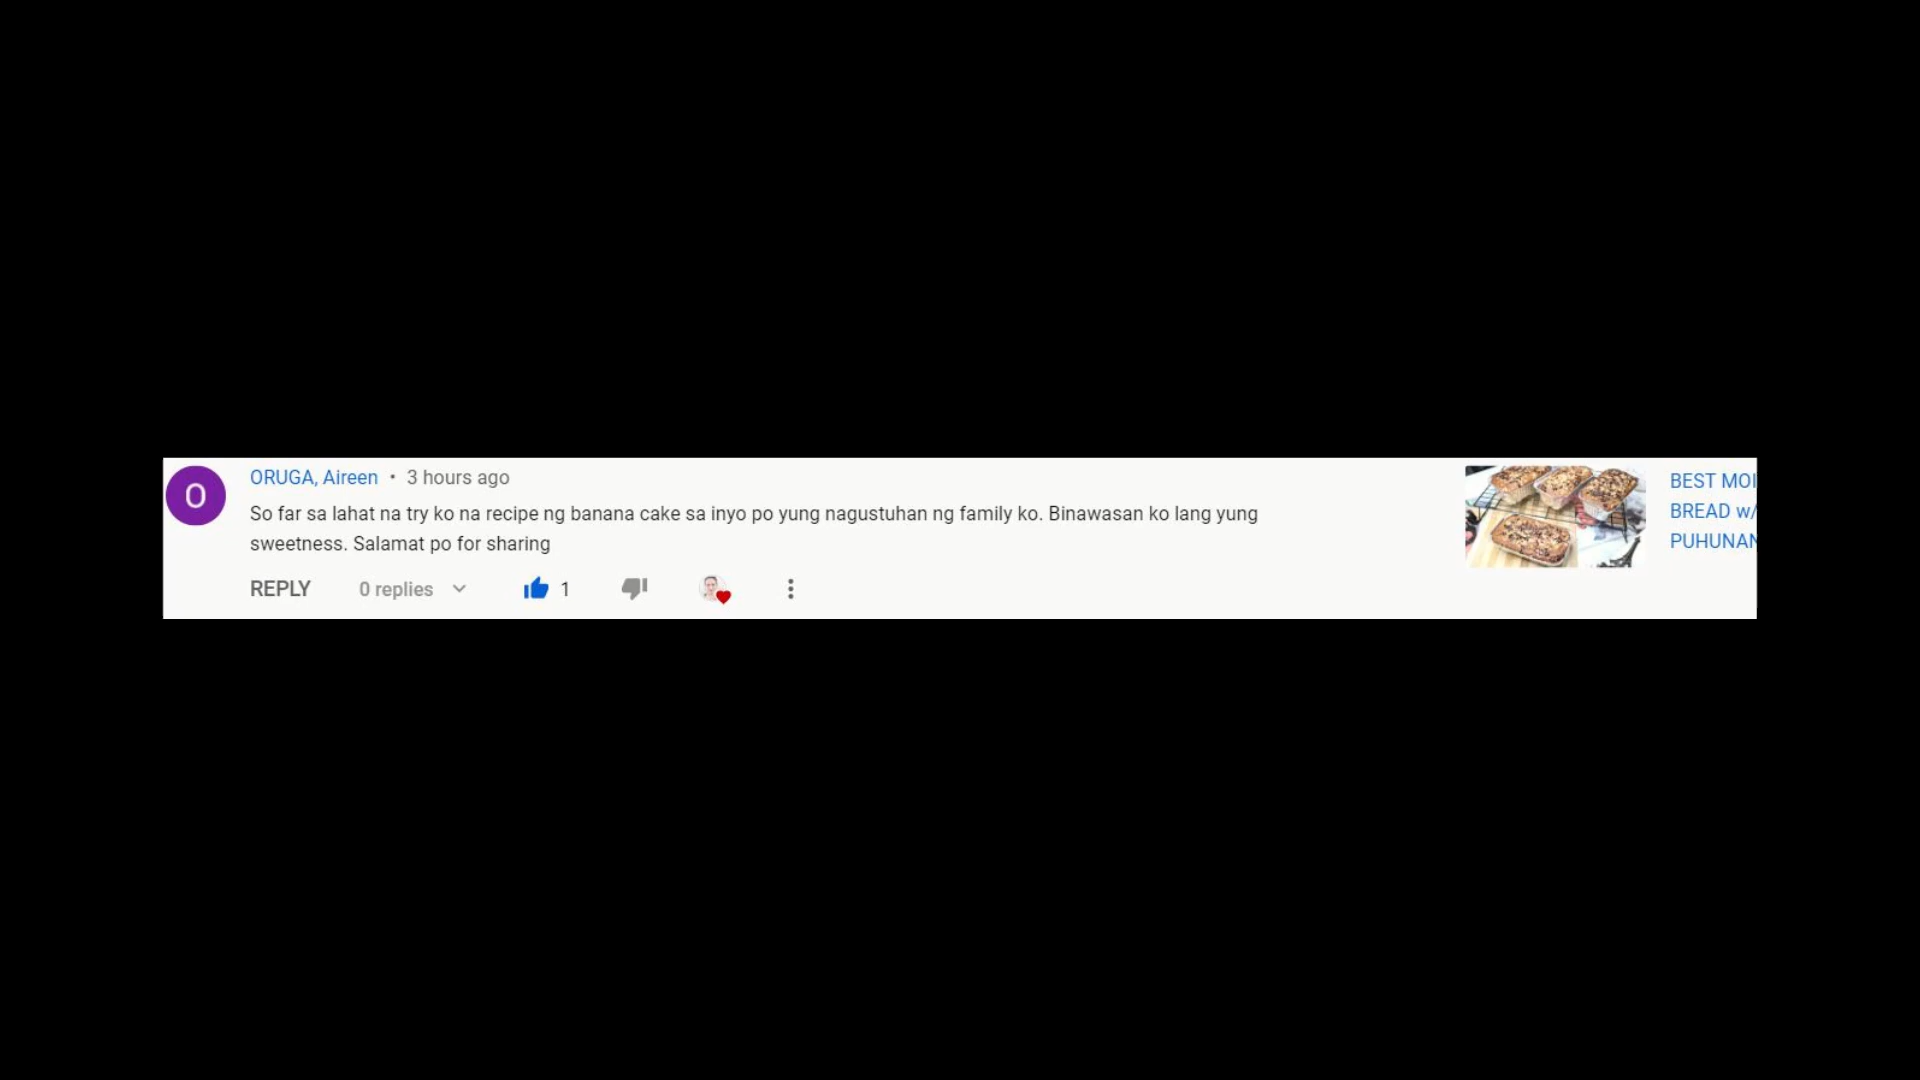 O
ORUGA, Aireen • 3 hours ago
So far sa lahat na try ko na recipe ng banana cake sa inyo po yung nagustuhan ng family ko. Binawasan ko lang yung
sweetness. Salamat po for sharing
REPLY 0 replies 1
BEST MOI
BREAD w/
PUHUNAN